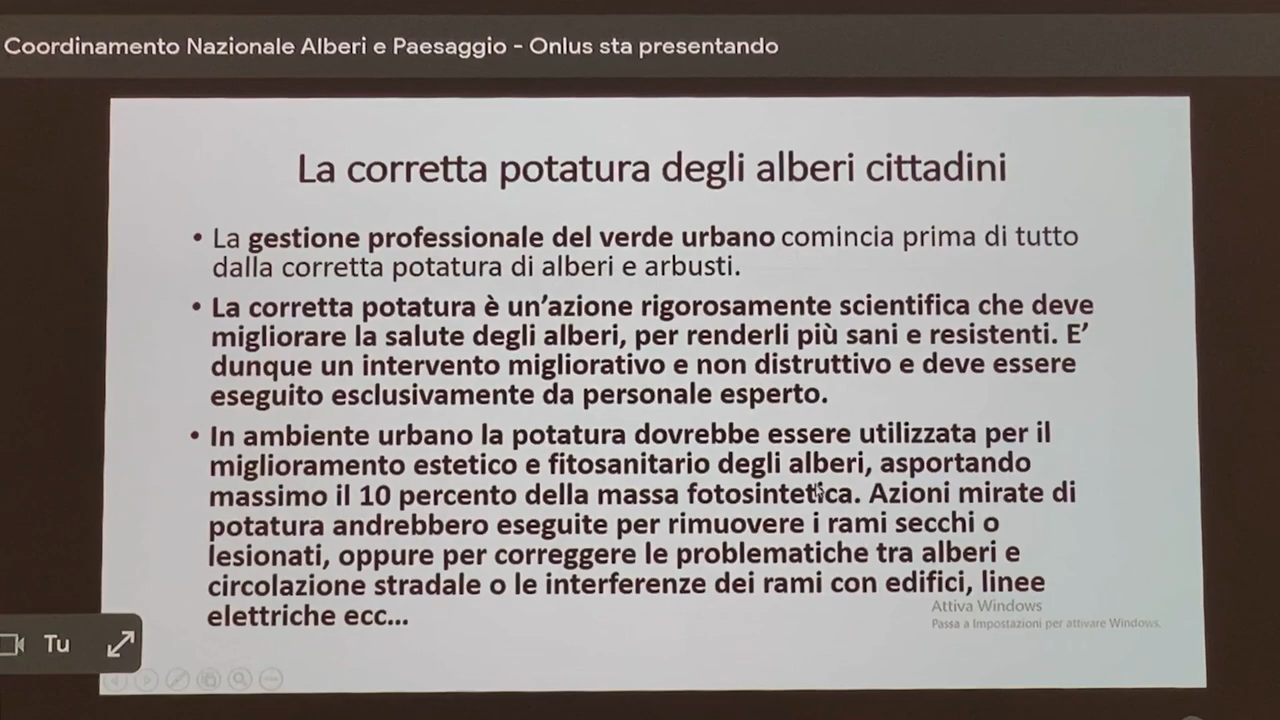 Coordinamento Nazionale Alberi e Paesaggio - Onlus sta presentando
La corretta potatura degli alberi cittadini
• La gestione professionale del verde urbano comincia prima di tutto
dalla corretta potatura di alberi e arbusti.
• La corretta potatura è un'azione rigorosamente scientifica che deve
migliorare la salute degli alberi, per renderli più sani e resistenti. E'
dunque un intervento migliorativo e non distruttivo e deve essere
eseguito esclusivamente da personale esperto.
• In ambiente urbano la potatura dovrebbe essere utilizzata per il
miglioramento estetico e fitosanitario degli alberi, asportando
massimo il 10 percento della massa fotosintetica. Azioni mirate di
potatura andrebbero eseguite per rimuovere i rami secchi o
lesionati, oppure per correggere le problematiche tra alberi e
circolazione stradale o le interferenze dei rami con edifici, linee
elettriche ecc...
Attiva Windows
Passa a Impostazioni per attivare Windows.
Tu